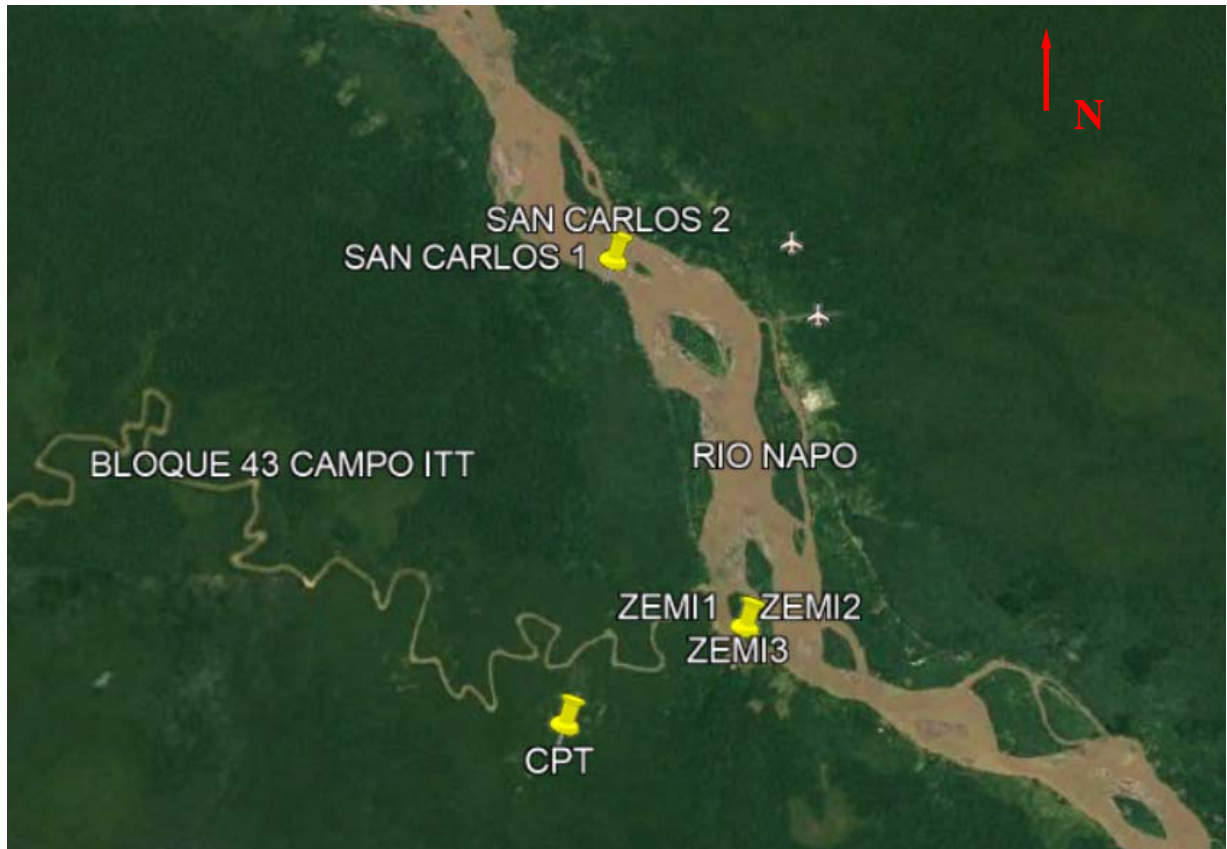 N
SAN CARLOS 2
SAN CARLOS 1
RIO NAPO
BLOQUE 43 CAMPO ITT
ZEMI1
ZEMI2
ZEMI3
CPT